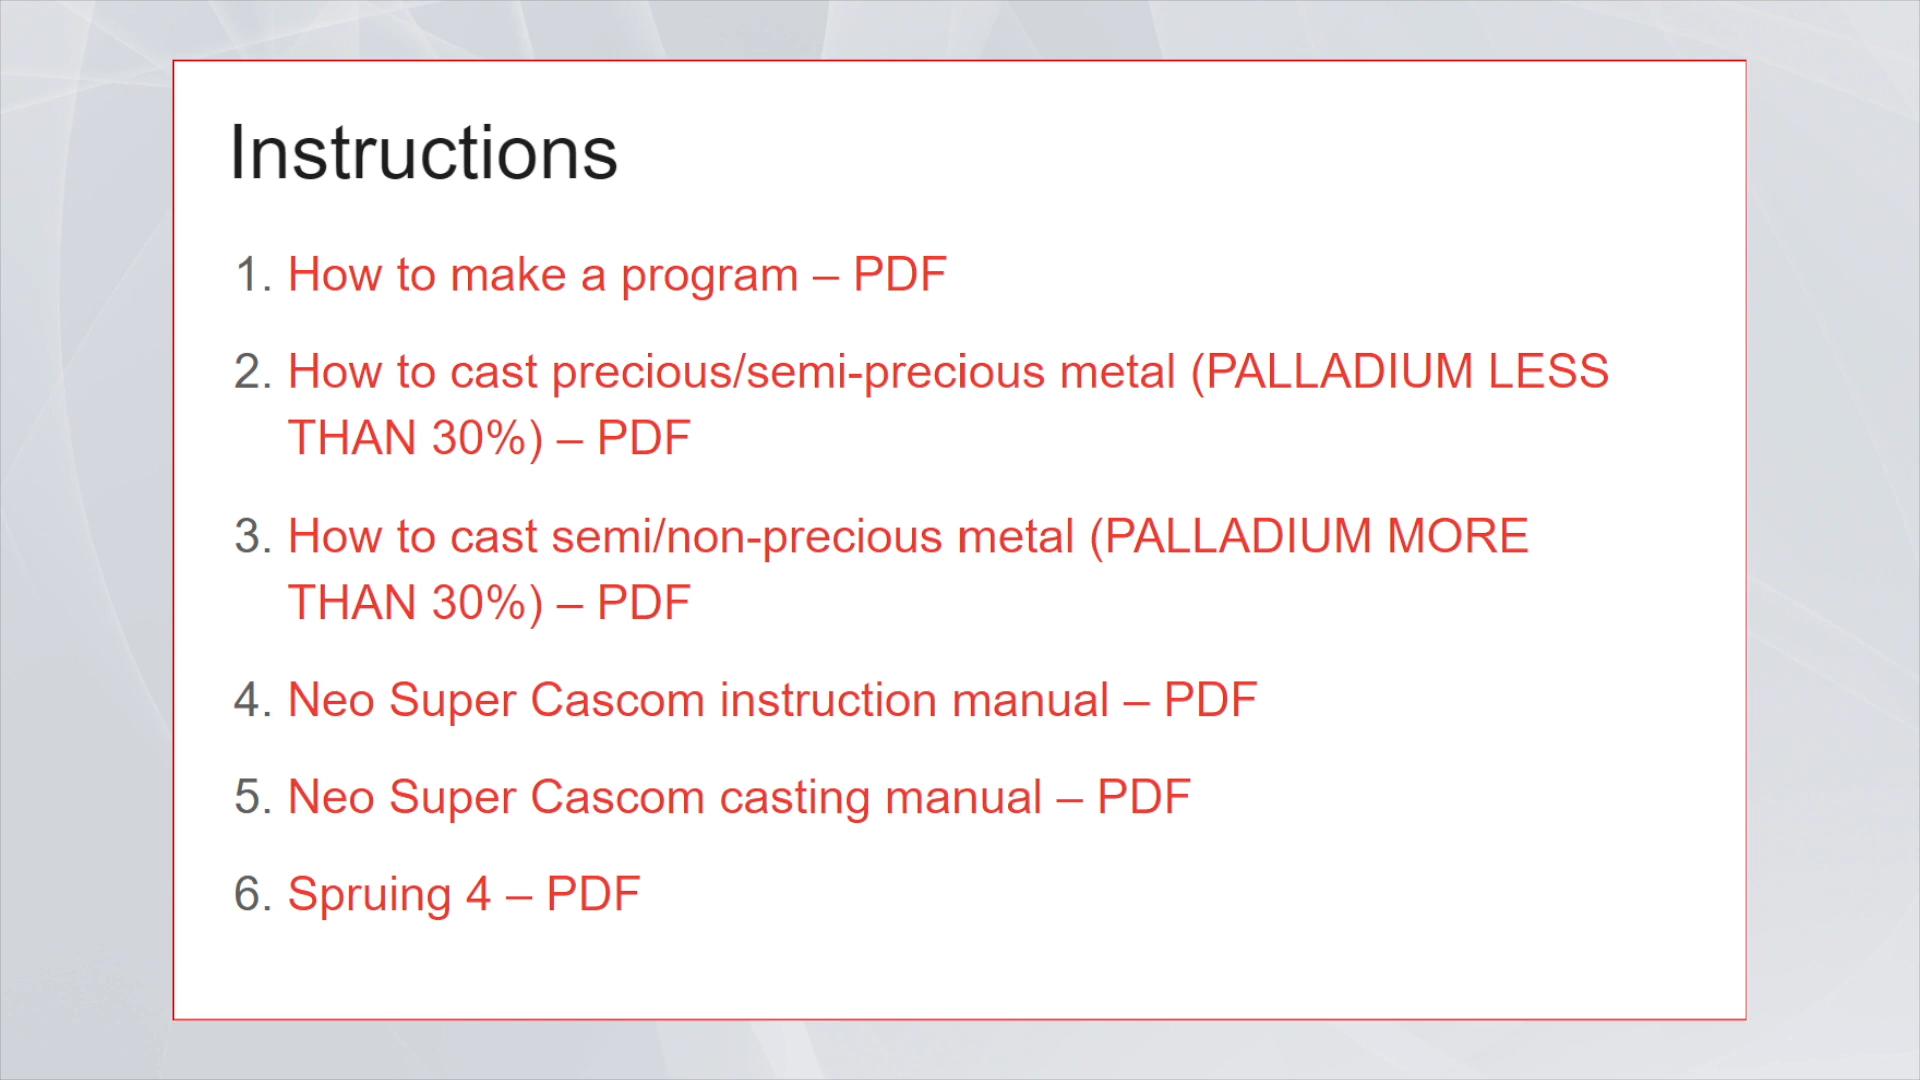 Instructions
1. How to make a program – PDF
2. How to cast precious/semi-precious metal (PALLADIUM LESS
THAN 30%) – PDF
3. How to cast semi/non-precious metal (PALLADIUM MORE
THAN 30%) – PDF
4. Neo Super Cascom instruction manual – PDF
5. Neo Super Cascom casting manual – PDF
6. Spruing 4 – PDF